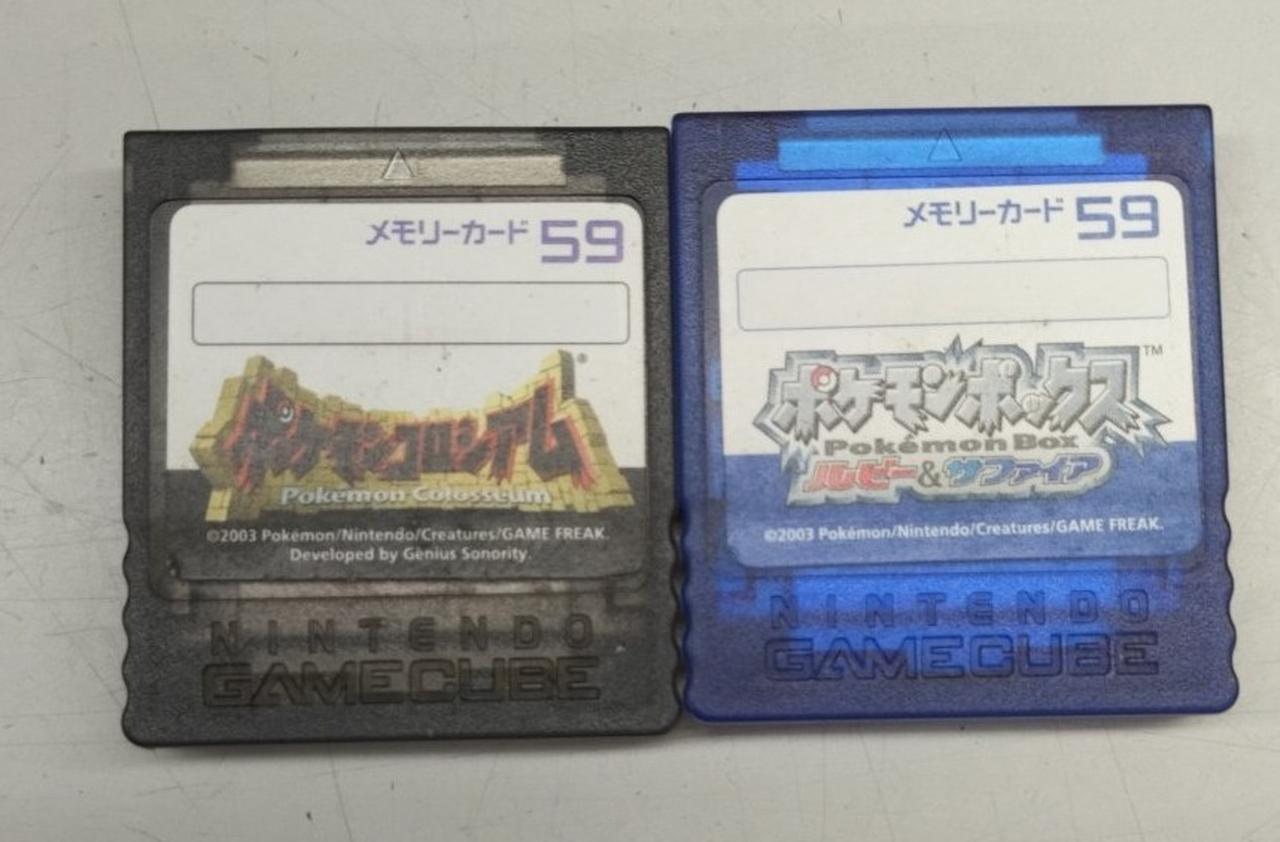 メモリーカード 59
ポケモンコロシアム
Pokémon Colosseum
©2003 Pokémon/Nintendo/Creatures/GAME FREAK.
Developed by Genius Sonority.
NINTENDO
GAMECUBE
メモリーカード 59
ポケモンボックス™
Pokémon Box
ルビー&サファイア
©2003 Pokémon/Nintendo/Creatures/GAME FREAK.
NINTENDO
GAMECUBE